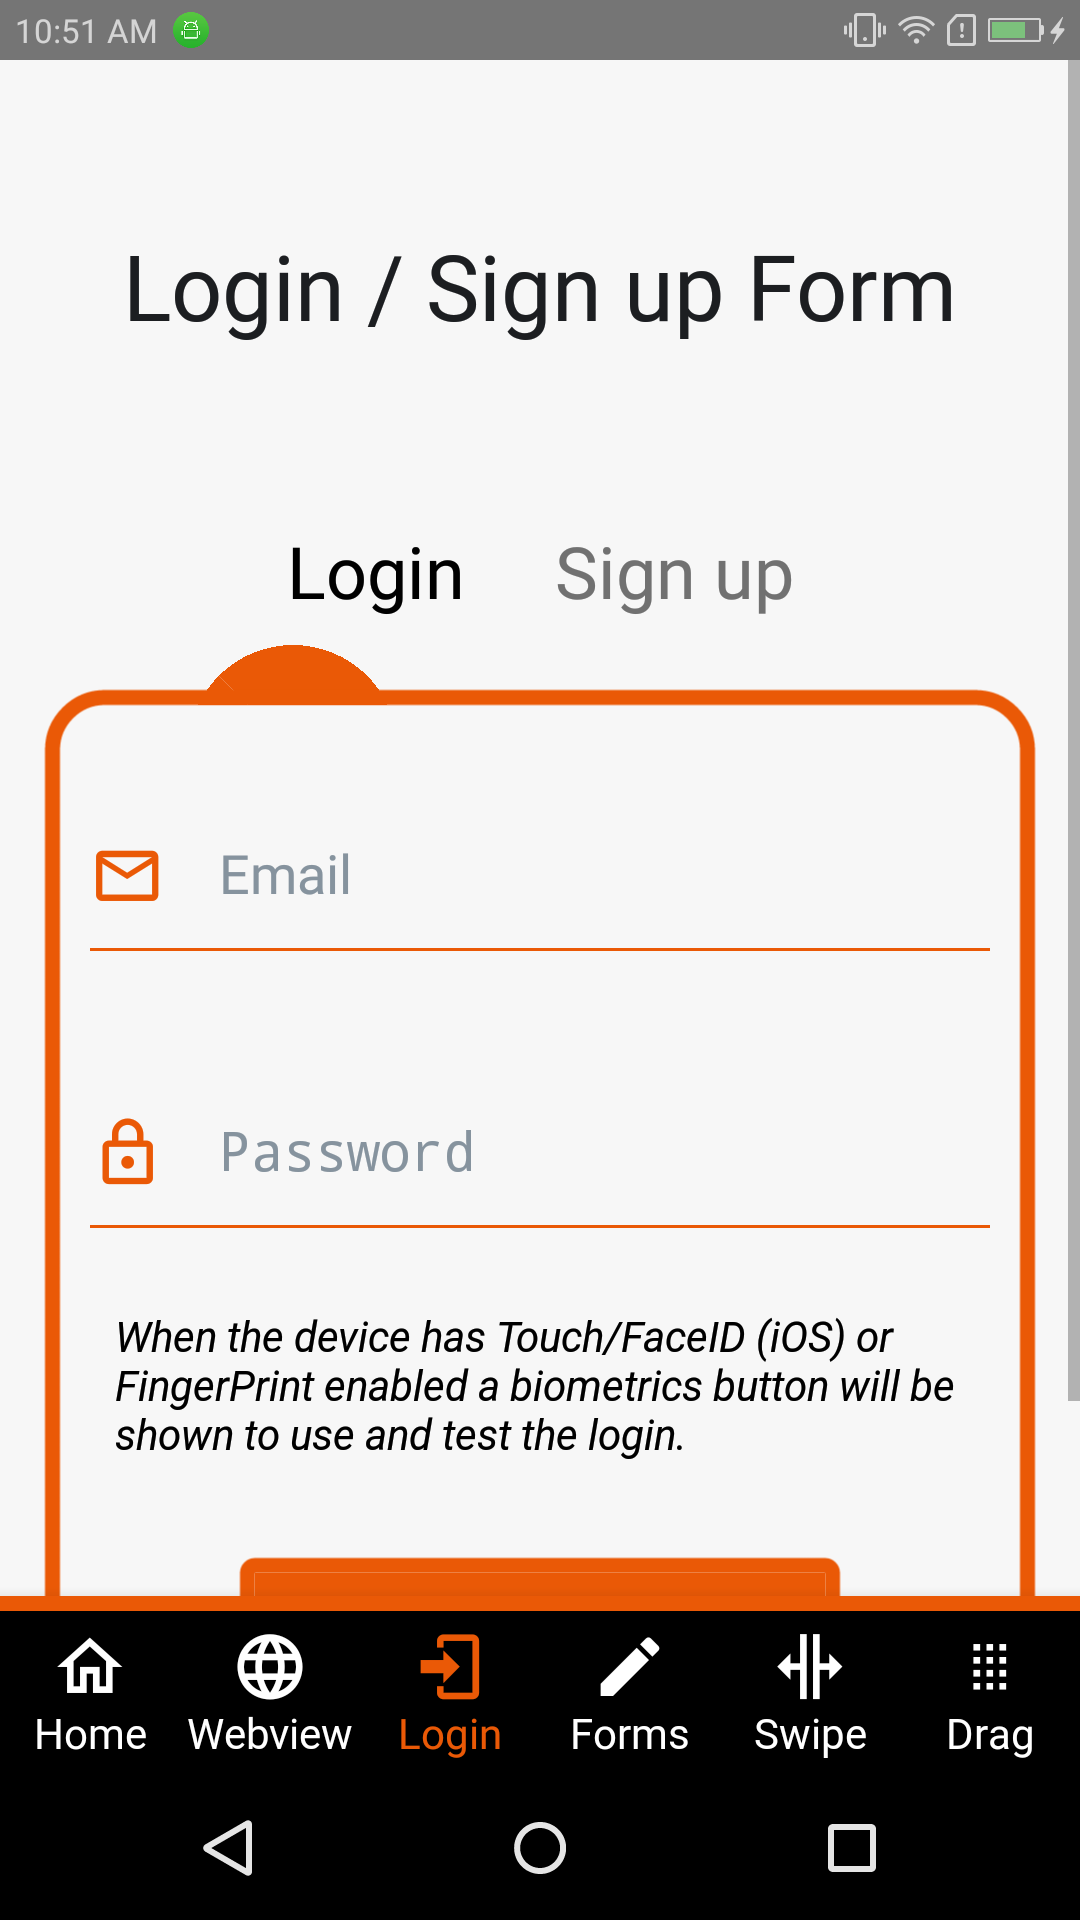 10:51 AM
Login / Sign up Form
Login Sign up
Email
Password
When the device has Touch/FaceID (iOS) or
FingerPrint enabled a biometrics button will be
shown to use and test the login.
Home Webview Login Forms Swipe Drag